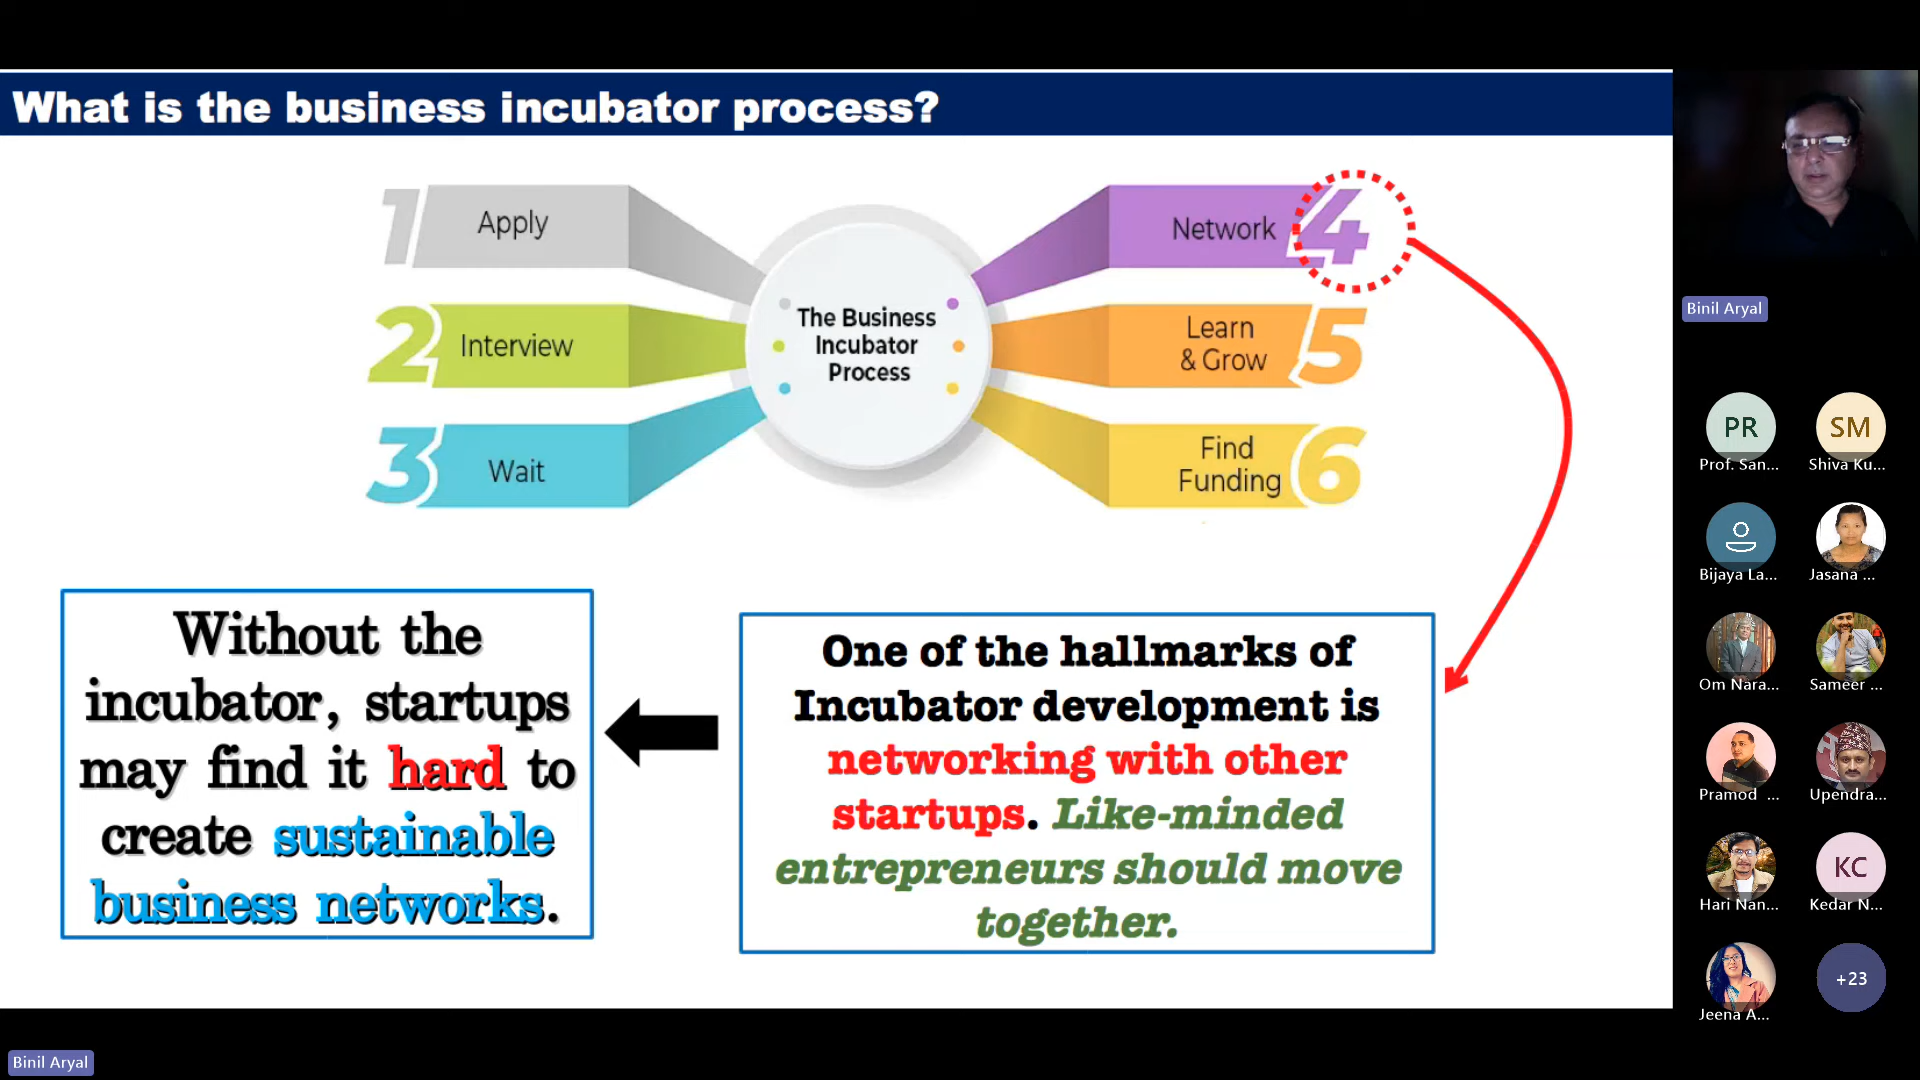 What is the business incubator process?
1 Apply
2 Interview
3 Wait
The Business
Incubator
Process
Network 4
Learn
& Grow 5
Find
Funding 6
Without the
incubator, startups
may find it hard to
create sustainable
business networks.
One of the hallmarks of
Incubator development is
networking with other
startups. Like-minded
entrepreneurs should move
together.
Binil Aryal
PR
Prof. San...
SM
Shiva Ku...
Bijaya La...
Jasana ...
Om Nara...
Sameer ...
Pramod ...
Upendra...
Hari Nan...
KC
Kedar N...
Jeena A...
+23
Binil Aryal